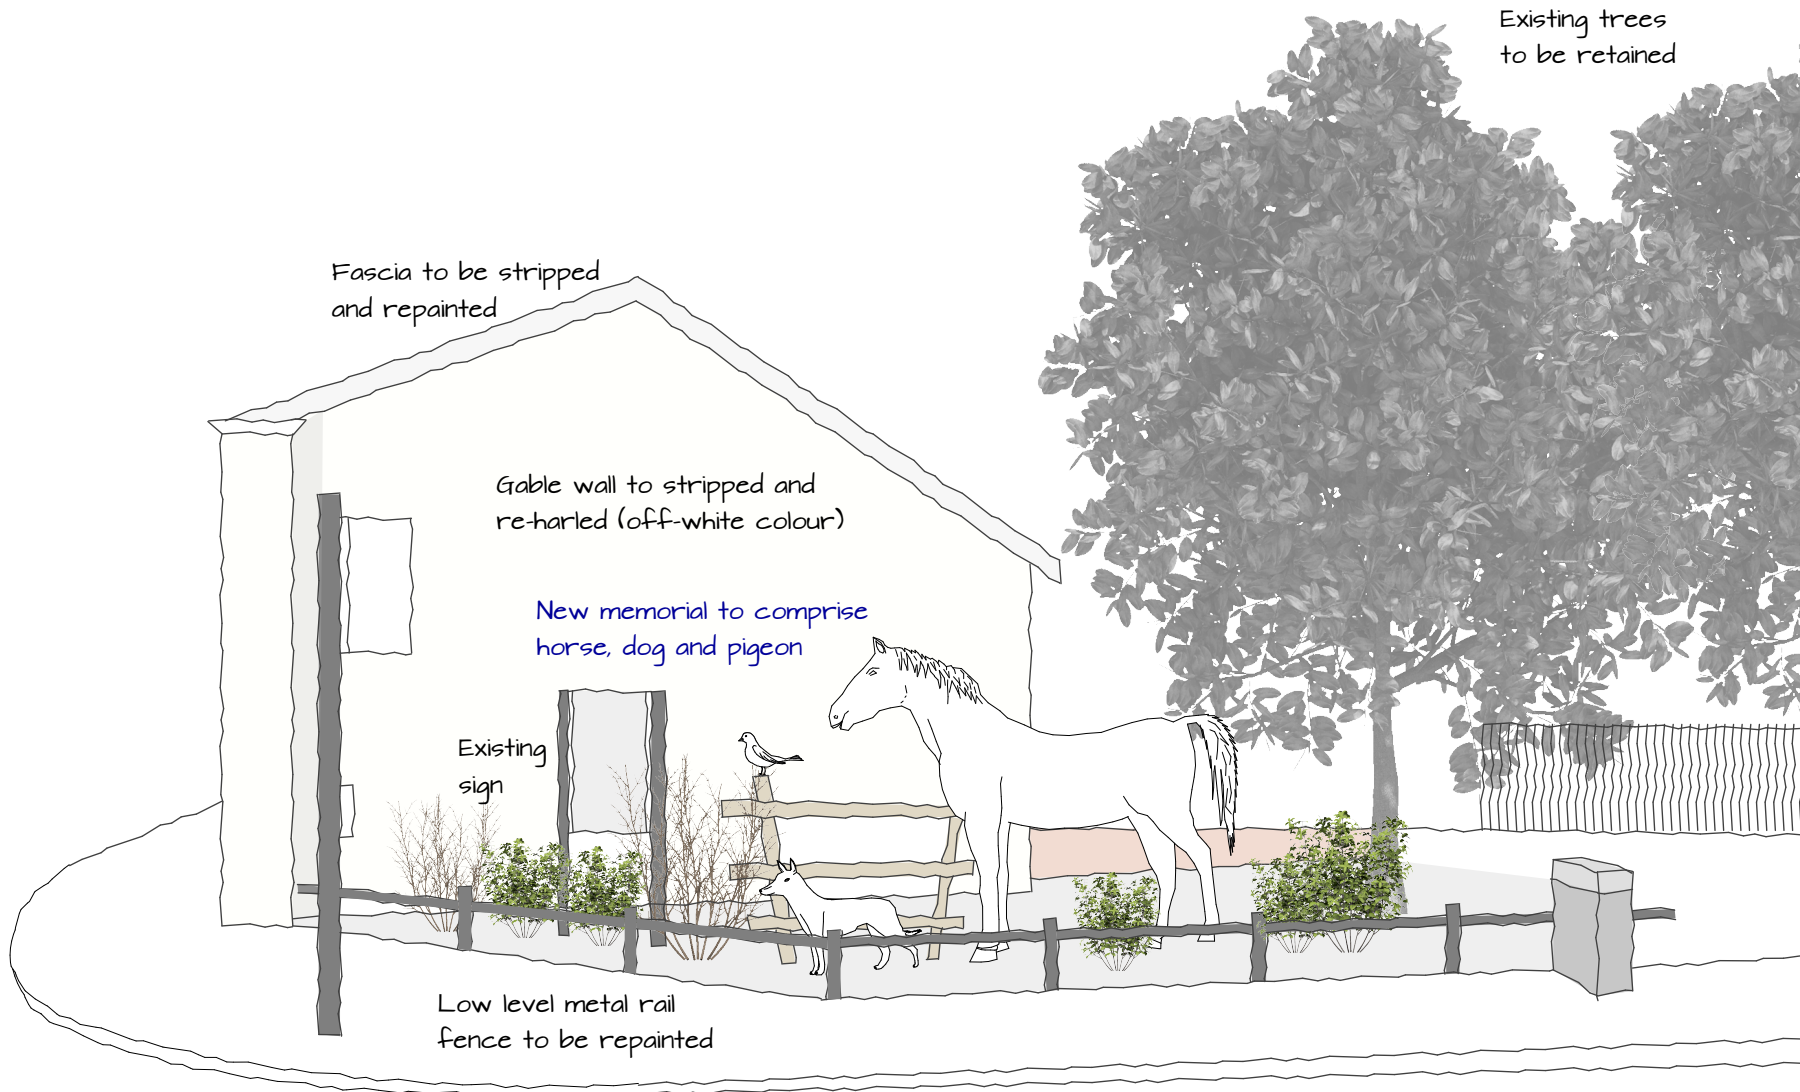 Existing trees
to be retained
Fascia to be stripped
and repainted
Gable wall to stripped and
re-harled (off-white colour)
New memorial to comprise
horse, dog and pigeon
Existing
sign
Low level metal rail
fence to be repainted